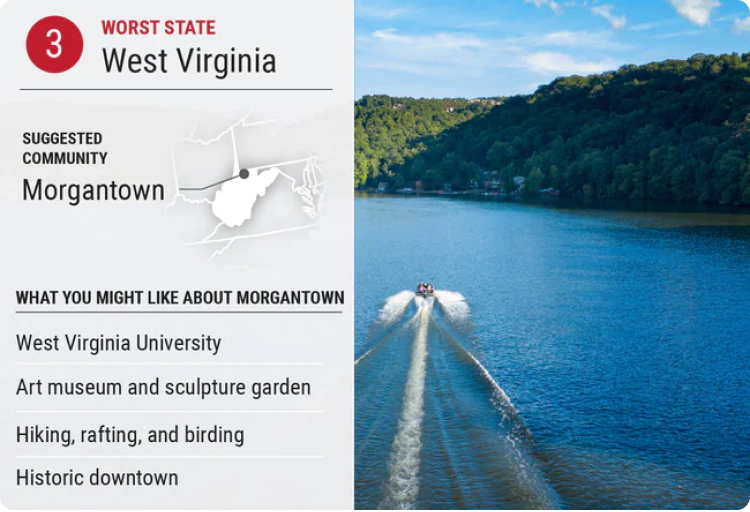 3
WORST STATE
West Virginia
SUGGESTED
COMMUNITY
Morgantown
WHAT YOU MIGHT LIKE ABOUT MORGANTOWN
West Virginia University
Art museum and sculpture garden
Hiking, rafting, and birding
Historic downtown